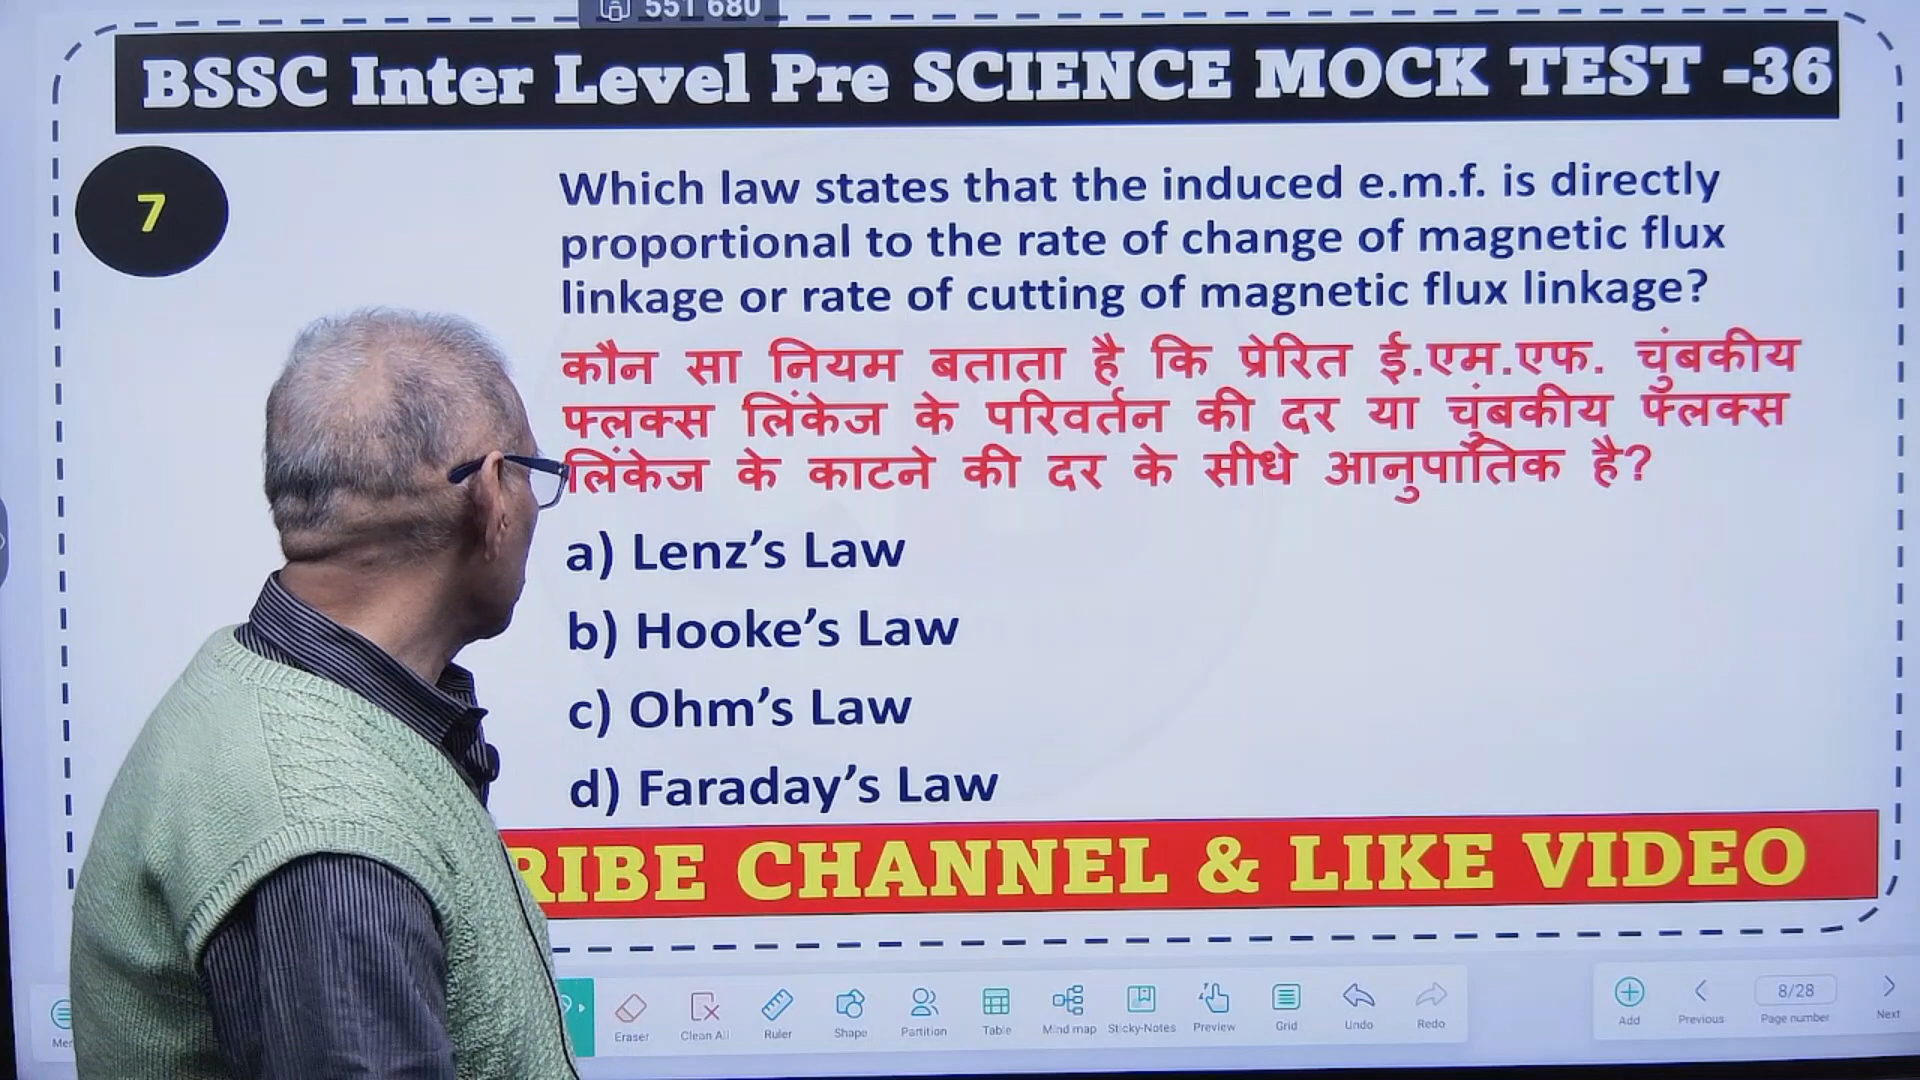 551 680
BSSC Inter Level Pre SCIENCE MOCK TEST -36
7
Which law states that the induced e.m.f. is directly
proportional to the rate of change of magnetic flux
linkage or rate of cutting of magnetic flux linkage?
कौन सा नियम बताता है कि प्रेरित ई.एम.एफ. चुंबकीय
फ्लक्स लिंकेज के परिवर्तन की दर या चुंबकीय फ्लक्स
लिंकेज के काटने की दर के सीधे आनुपातिक है?
a) Lenz’s Law
b) Hooke’s Law
c) Ohm’s Law
d) Faraday’s Law
RIBE CHANNEL & LIKE VIDEO
Eraser Clean All Ruler Shape Partition Table Mind map Sticky-Notes Preview Grid Undo Redo Add Previous 8/28 Page number Next